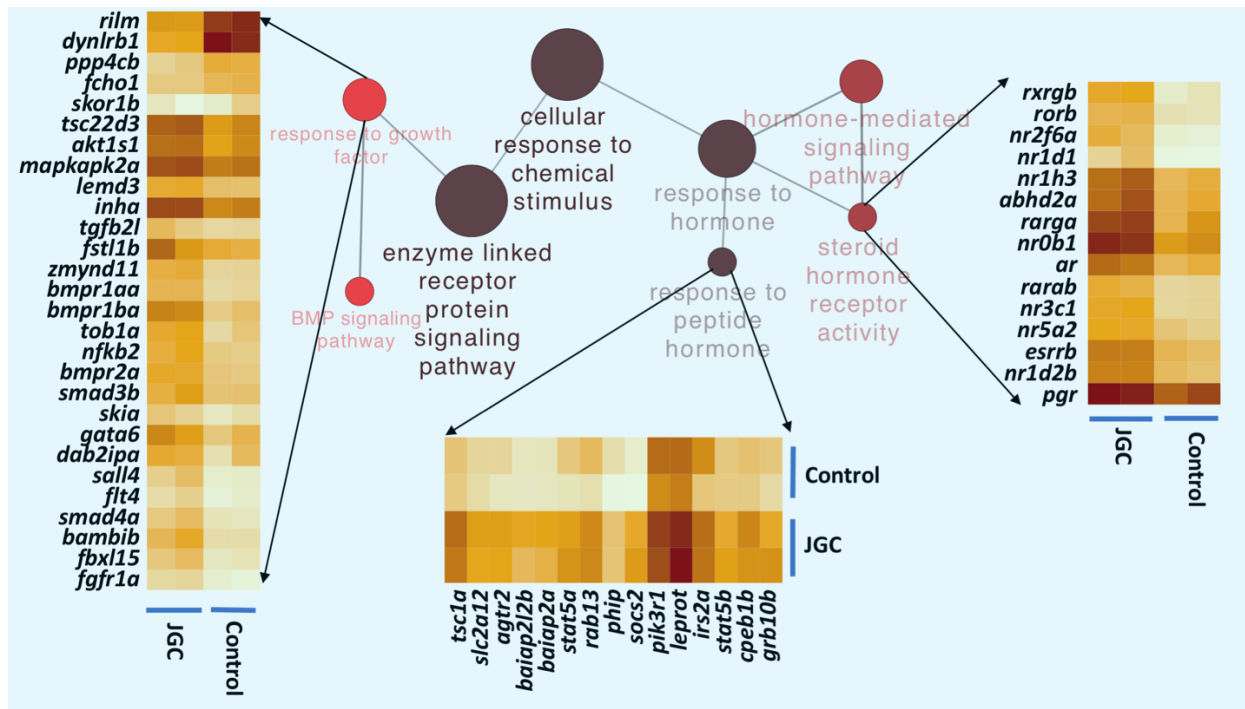 rilm
dynlrb1
ppp4cb
fcho1
skor1b
tsc22d3
akt1s1
mapkapk2a
lemd3
inha
tgfb2l
fstl1b
zmynd11
bmpr1aa
bmpr1ba
tob1a
nfkb2
bmpr2a
smad3b
skia
gata6
dab2ipa
sall4
flt4
smad4a
bambib
fbxl15
fgfr1a
JGC
Control
response to growth
factor
BMP signaling
pathway
cellular
response to
chemical
stimulus
enzyme linked
receptor
protein
signaling
pathway
hormone-mediated
signaling
pathway
response to
hormone
steroid
hormone
receptor
activity
response to
peptide
hormone
Control
JGC
tsc1a
slc2a12
agtr2
baiap2l2b
baiap2a
stat5a
rab13
phip
socs2
pik3r1
leprot
irs2a
stat5b
cpeb1b
grb10b
rxrgb
rorb
nr2f6a
nr1d1
nr1h3
abhd2a
rarga
nr0b1
ar
rarab
nr3c1
nr5a2
esrrb
nr1d2b
pgr
JGC
Control